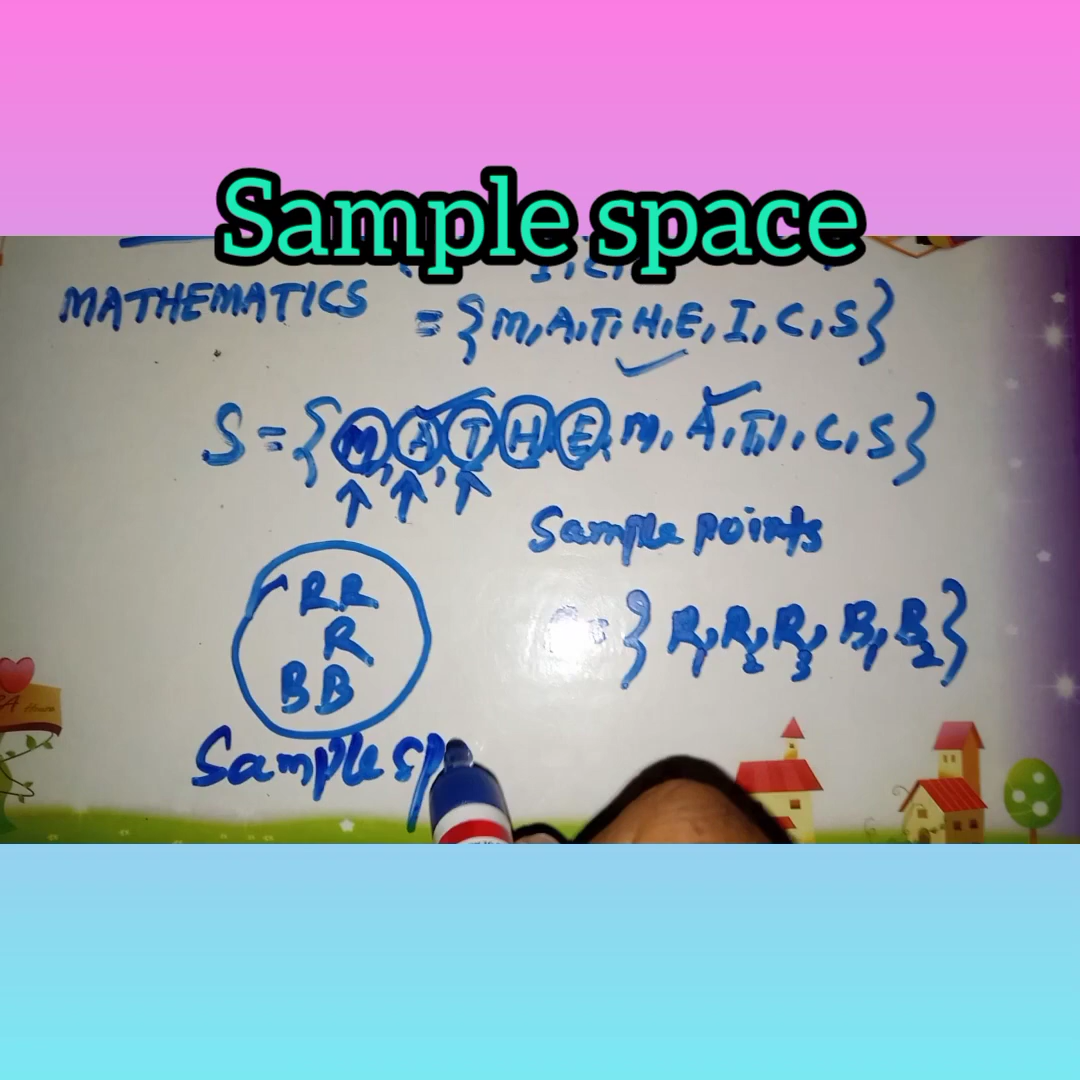 Sample space
MATHEMATICS = {M, A, T, H, E, I, C, S}
S = {M, A, T, H, E, M, A, T, I, C, S}
Sample points
RR
R
BB
{R1, R2, R3, B1, B2}
Sample sp